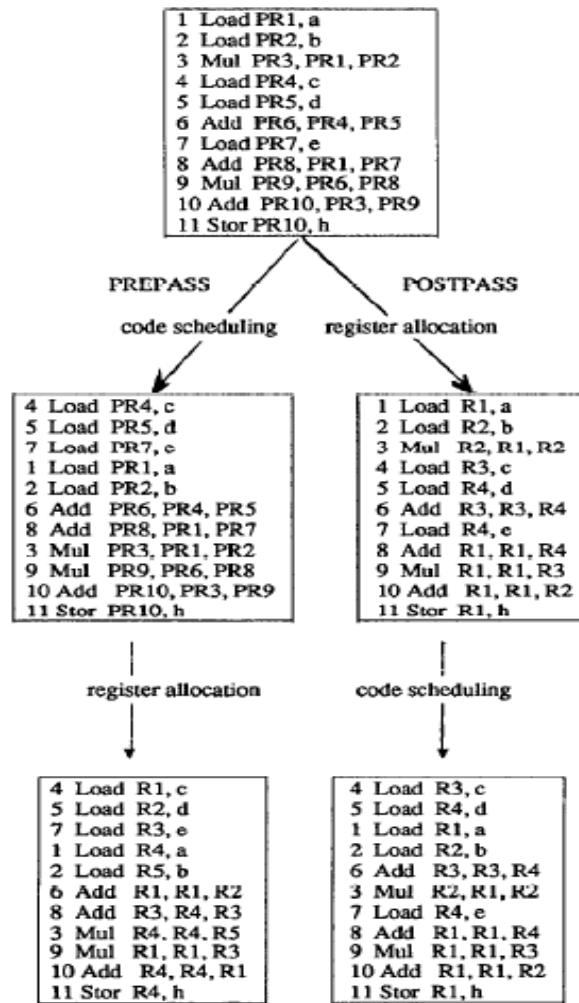 1 Load PR1, a
2 Load PR2, b
3 Mul PR3, PR1, PR2
4 Load PR4, c
5 Load PR5, d
6 Add PR6, PR4, PR5
7 Load PR7, e
8 Add PR8, PR1, PR7
9 Mul PR9, PR6, PR8
10 Add PR10, PR3, PR9
11 Stor PR10, h
PREPASS
code scheduling
POSTPASS
register allocation
4 Load PR4, c
5 Load PR5, d
7 Load PR7, e
1 Load PR1, a
2 Load PR2, b
6 Add PR6, PR4, PR5
8 Add PR8, PR1, PR7
3 Mul PR3, PR1, PR2
9 Mul PR9, PR6, PR8
10 Add PR10, PR3, PR9
11 Stor PR10, h
1 Load R1, a
2 Load R2, b
3 Mul R2, R1, R2
4 Load R3, c
5 Load R4, d
6 Add R3, R3, R4
7 Load R4, e
8 Add R1, R1, R4
9 Mul R1, R1, R3
10 Add R1, R1, R2
11 Stor R1, h
register allocation
code scheduling
4 Load R1, c
5 Load R2, d
7 Load R3, e
1 Load R4, a
2 Load R5, b
6 Add R1, R1, R2
8 Add R3, R4, R3
3 Mul R4, R4, R5
9 Mul R1, R1, R3
10 Add R4, R4, R1
11 Stor R4, h
4 Load R3, c
5 Load R4, d
1 Load R1, a
2 Load R2, b
6 Add R3, R3, R4
3 Mul R2, R1, R2
7 Load R4, e
8 Add R1, R1, R4
9 Mul R1, R1, R3
10 Add R1, R1, R2
11 Stor R1, h